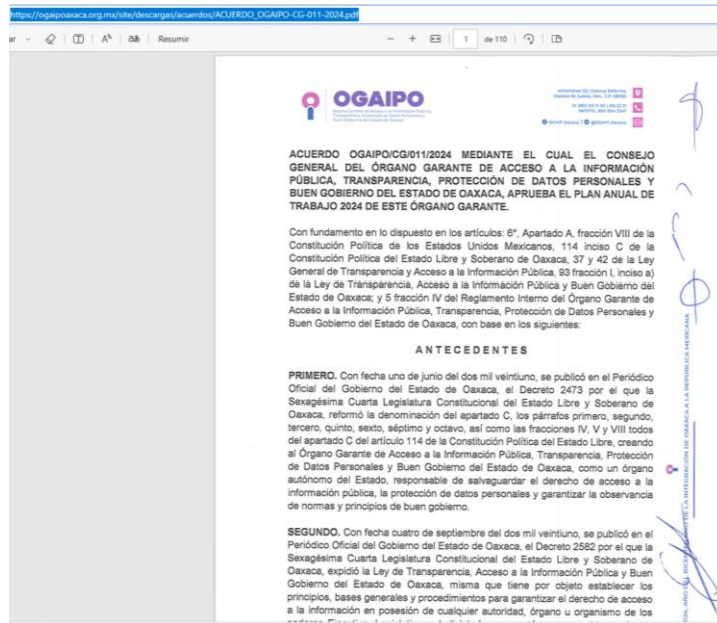 https://ogaipoaxaca.org.mx/site/descargas/acuerdos/ACUERDO_OGAIPO-CG-011-2024.pdf
ar
Resumir
1
de 110
OGAIPO
ACUERDO OGAIPO/CG/011/2024 MEDIANTE EL CUAL EL CONSEJO
GENERAL DEL ÓRGANO GARANTE DE ACCESO A LA INFORMACIÓN
PÚBLICA, TRANSPARENCIA, PROTECCIÓN DE DATOS PERSONALES Y
BUEN GOBIERNO DEL ESTADO DE OAXACA, APRUEBA EL PLAN ANUAL DE
TRABAJO 2024 DE ESTE ÓRGANO GARANTE.
Con fundamento en lo dispuesto en los artículos: 6°, Apartado A, fracción VIII de la
Constitución Política de los Estados Unidos Mexicanos, 114 inciso C de la
Constitución Política del Estado Libre y Soberano de Oaxaca, 37 y 42 de la Ley
General de Transparencia y Acceso a la Información Pública, 93 fracción I, inciso a)
de la Ley de Transparencia, Acceso a la Información Pública y Buen Gobierno del
Estado de Oaxaca; y 5 fracción IV del Reglamento Interno del Órgano Garante de
Acceso a la Información Pública, Transparencia, Protección de Datos Personales y
Buen Gobierno del Estado de Oaxaca, con base en los siguientes:
A N T E C E D E N T E S
PRIMERO. Con fecha uno de junio del dos mil veintiuno, se publicó en el Periódico
Oficial del Gobierno del Estado de Oaxaca, el Decreto 2473 por el que la
Sexagésima Cuarta Legislatura Constitucional del Estado Libre y Soberano de
Oaxaca, reformó la denominación del apartado C, los párrafos primero, segundo,
tercero, quinto, sexto, séptimo y octavo, así como las fracciones IV, V y VIII todos
del apartado C del artículo 114 de la Constitución Política del Estado Libre, creando
al Órgano Garante de Acceso a la Información Pública, Transparencia, Protección
de Datos Personales y Buen Gobierno del Estado de Oaxaca, como un órgano
autónomo del Estado, responsable de salvaguardar el derecho de acceso a la
información pública, la protección de datos personales y garantizar la observancia
de normas y principios de buen gobierno.
SEGUNDO. Con fecha cuatro de septiembre del dos mil veintiuno, se publicó en el
Periódico Oficial del Gobierno del Estado de Oaxaca, el Decreto 2582 por el que la
Sexagésima Cuarta Legislatura Constitucional del Estado Libre y Soberano de
Oaxaca, expidió la Ley de Transparencia, Acceso a la Información Pública y Buen
Gobierno del Estado de Oaxaca, misma que tiene por objeto establecer los
principios, bases generales y procedimientos para garantizar el derecho de acceso
a la información en posesión de cualquier autoridad, órgano u organismo de los
DE LA INTEGRACIÓN DE OAXACA A LA REPÚBLICA MEXICANA